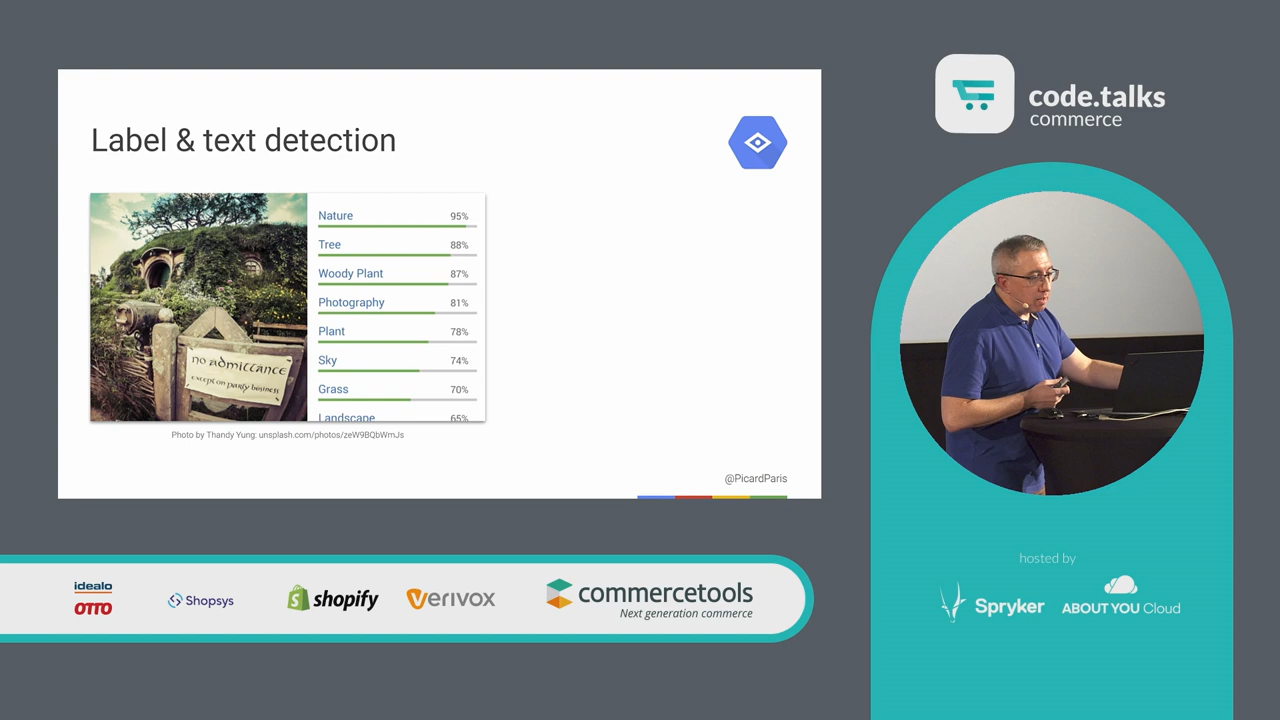 Label & text detection
Nature 95%
Tree 88%
Woody Plant 87%
Photography 81%
Plant 78%
Sky 74%
Grass 70%
Landscape 65%
no admittance
except on party business
Photo by Thandy Yung: unsplash.com/photos/zeW9BQbWmJs
@PicardParis
code.talks
commerce
hosted by
Spryker
ABOUT YOU Cloud
idealo
OTTO
Shopsys
shopify
verivox
commercetools
Next generation commerce